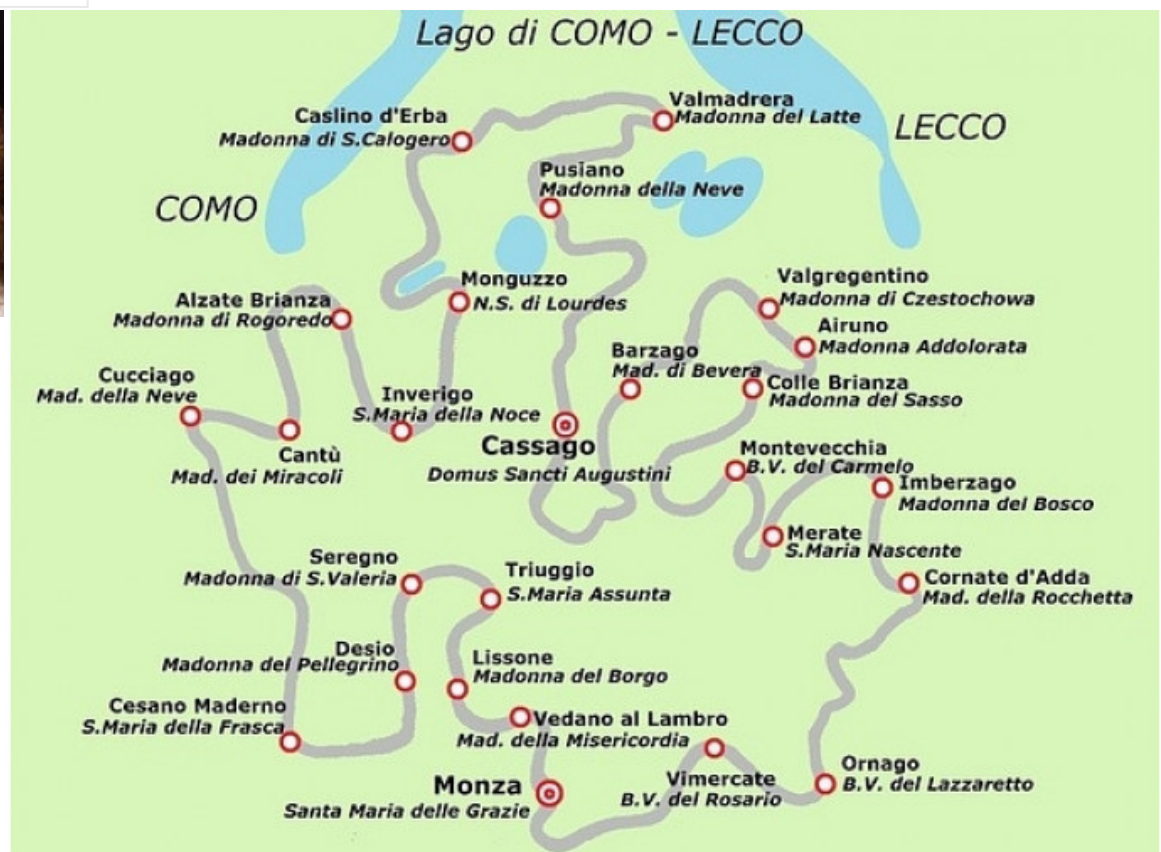 Lago di COMO - LECCO
Valmadrera
Madonna del Latte
Caslino d'Erba
Madonna di S.Calogero
LECCO
Pusiano
Madonna della Neve
COMO
Monguzzo
N.S. di Lourdes
Valgregentino
Madonna di Czestochowa
Alzate Brianza
Madonna di Rogoredo
Airuno
Madonna Addolorata
Barzago
Mad. di Bevera
Cucciago
Mad. della Neve
Colle Brianza
Madonna del Sasso
Inverigo
S.Maria della Noce
Cassago
Domus Sancti Augustini
Cantù
Mad. dei Miracoli
Montevecchia
B.V. del Carmelo
Imberzago
Madonna del Bosco
Merate
S.Maria Nascente
Seregno
Madonna di S.Valeria
Triuggio
S.Maria Assunta
Cornate d'Adda
Mad. della Rocchetta
Desio
Madonna del Pellegrino
Lissone
Madonna del Borgo
Cesano Maderno
S.Maria della Frasca
Vedano al Lambro
Mad. della Misericordia
Monza
Santa Maria delle Grazie
Vimercate
B.V. del Rosario
Ornago
B.V. del Lazzaretto